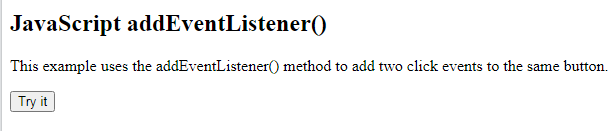 JavaScript addEventListener()
This example uses the addEventListener() method to add two click events to the same button.
Try it